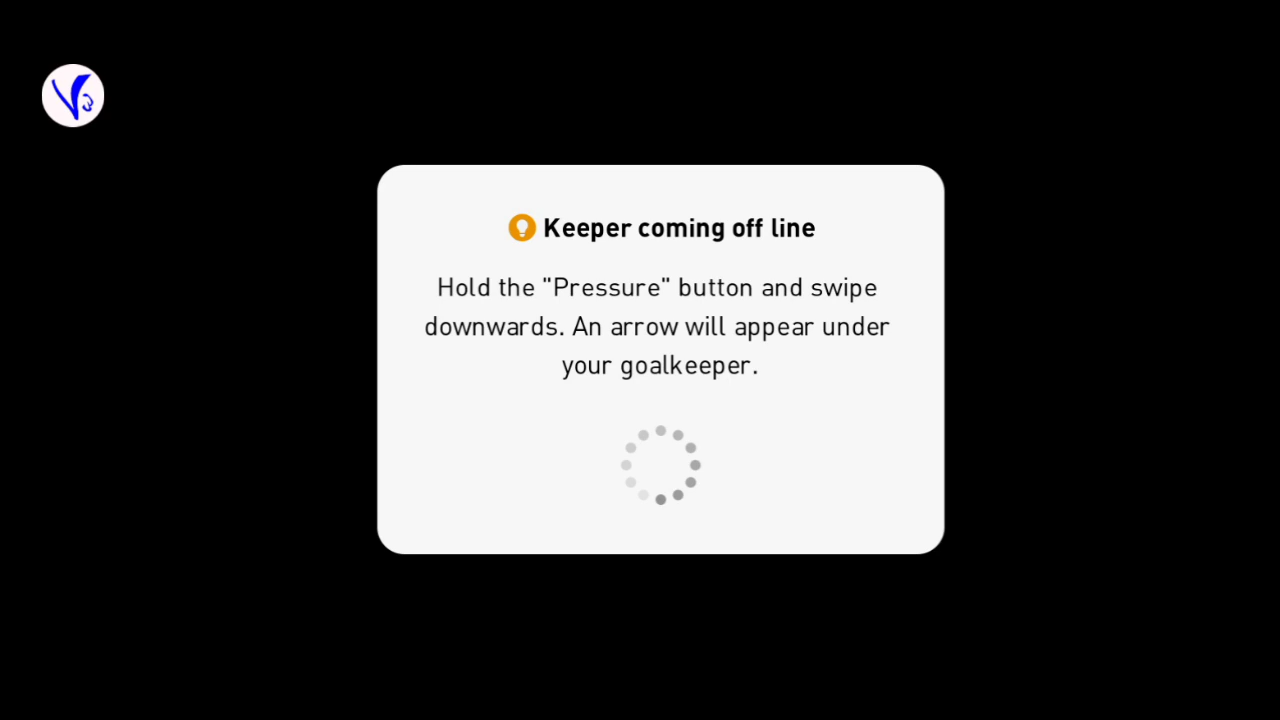 Keeper coming off line
Hold the "Pressure" button and swipe
downwards. An arrow will appear under
your goalkeeper.